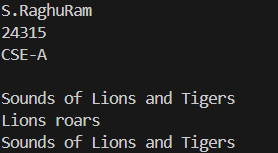 S.RaghuRam
24315
CSE-A

Sounds of Lions and Tigers
Lions roars
Sounds of Lions and Tigers